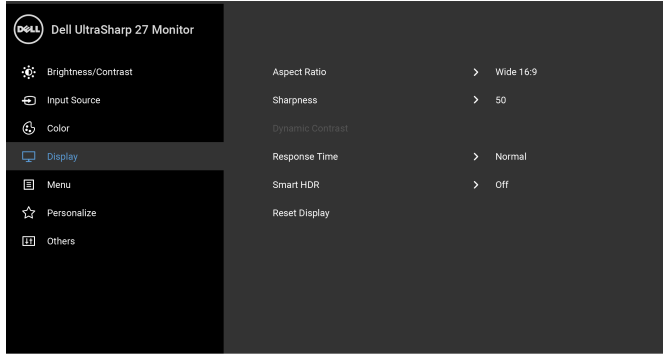 DELL Dell UltraSharp 27 Monitor
Brightness/Contrast Aspect Ratio Wide 16:9
Input Source Sharpness 50
Color Dynamic Contrast
Display Response Time Normal
Menu Smart HDR Off
Personalize Reset Display
Others